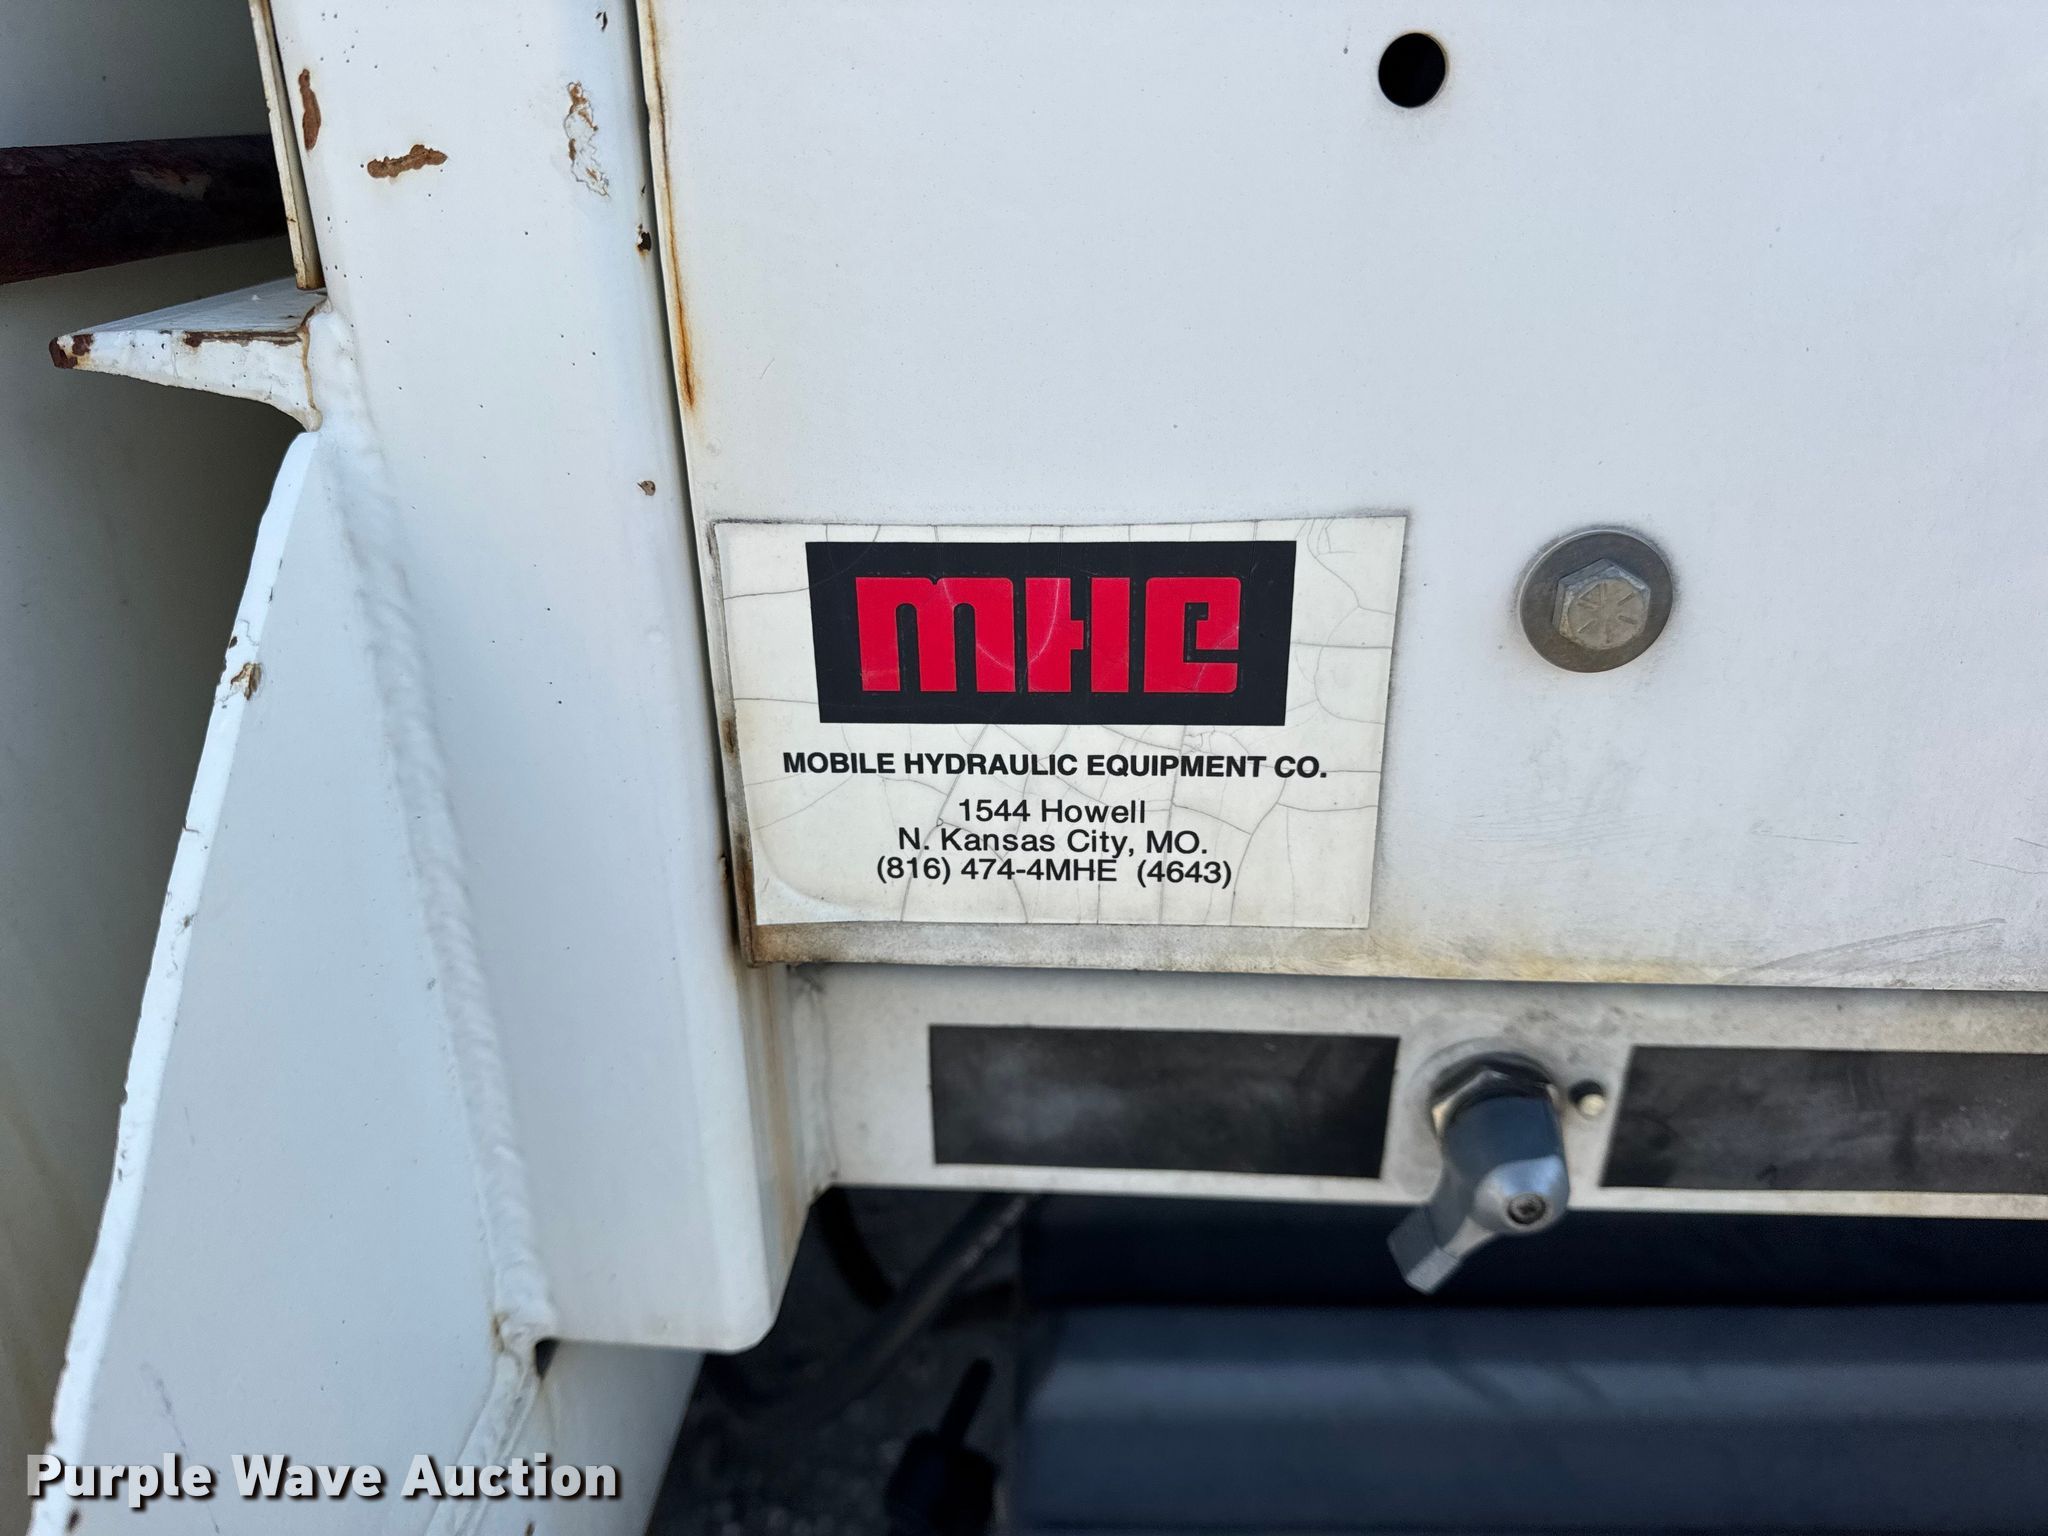 MHE
MOBILE HYDRAULIC EQUIPMENT CO.
1544 Howell
N. Kansas City, MO.
(816) 474-4MHE (4643)
Purple Wave Auction